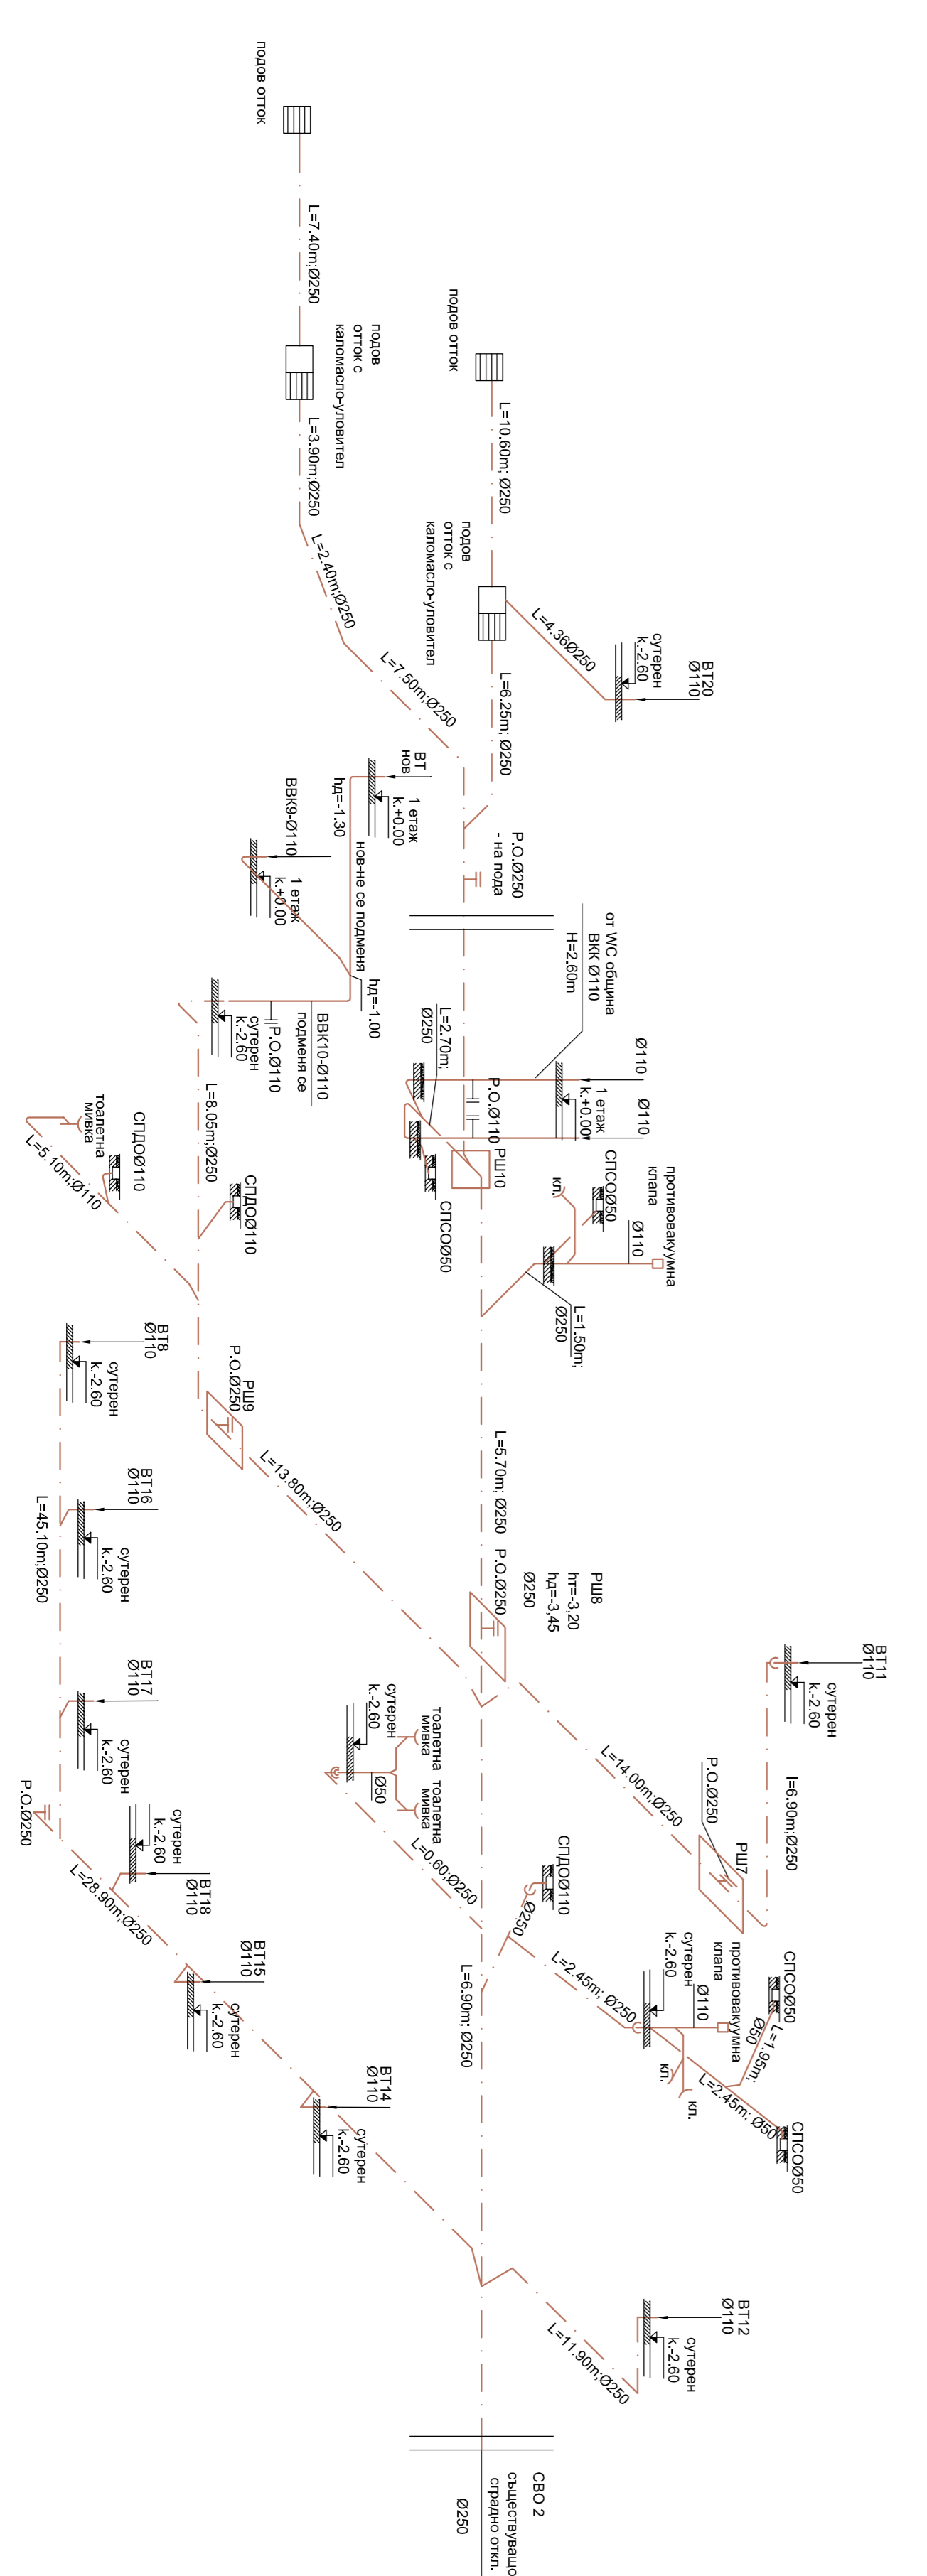 подов отток
L=7.40m;Ø250
подов
отток с
каломасло-уловител
L=3.90m;Ø250
L=2.40m;Ø250
L=7.50m;Ø250
подов отток
L=10.60m; Ø250
подов
отток с
каломасло-уловител
L=4.36Ø250
сутерен
k.-2.60
ВТ20
Ø110
L=6.25m; Ø250
Р.О.Ø250
- на пода
ВТ
нов
1 етаж
k.+0.00
hд=-1.30
нов-не се подменя
ВВК9-Ø110
1 етаж
k.+0.00
hд=-1.00
ВВК10-Ø110
подменя се
Р.О.Ø110
сутерен
k.-2.60
от WC община
ВКК Ø110
H=2.60m
Ø110
1 етаж
k.+0.00
Ø110
L=2.70m;
Ø250
Р.О.Ø110
РШ10
СПСОØ50
кл.
СПСОØ50
противовакуумна
клапа
Ø110
L=1.50m;
Ø250
L=8.05m;Ø250
СПДОØ110
тоалетна
мивка
СПДОØ110
L=5.10m;Ø110
РШ9
Р.О.Ø250
L=13.80m;Ø250
L=5.70m; Ø250
Р.О.Ø250
РШ8
hт=-3,20
hд=-3,45
Ø250
ВТ8
Ø110
сутерен
k.-2.60
L=45.10m;Ø250
ВТ16
Ø110
сутерен
k.-2.60
ВТ17
Ø110
сутерен
k.-2.60
Р.О.Ø250
сутерен
k.-2.60
ВТ18
Ø110
L=28.90m;Ø250
ВТ15
Ø110
сутерен
k.-2.60
ВТ14
Ø110
сутерен
k.-2.60
ВТ11
Ø110
сутерен
k.-2.60
l=6.90m;Ø250
L=14.00m;Ø250
Р.О.Ø250
РШ7
сутерен
k.-2.60
тоалетна
мивка
тоалетна
мивка
Ø50
L=0.60;Ø250
СПДОØ110
Ø250
L=6.90m; Ø250
L=2.45m; Ø250
сутерен
k.-2.60
Ø110
противовакуумна
клапа
СПСОØ50
L=1.95m;
Ø50
кл.
кл.
L=2.45m; Ø50
СПСОØ50
ВТ12
Ø110
сутерен
k.-2.60
L=11.90m;Ø250
СВО 2
съществуващо
сградно откл.
Ø250